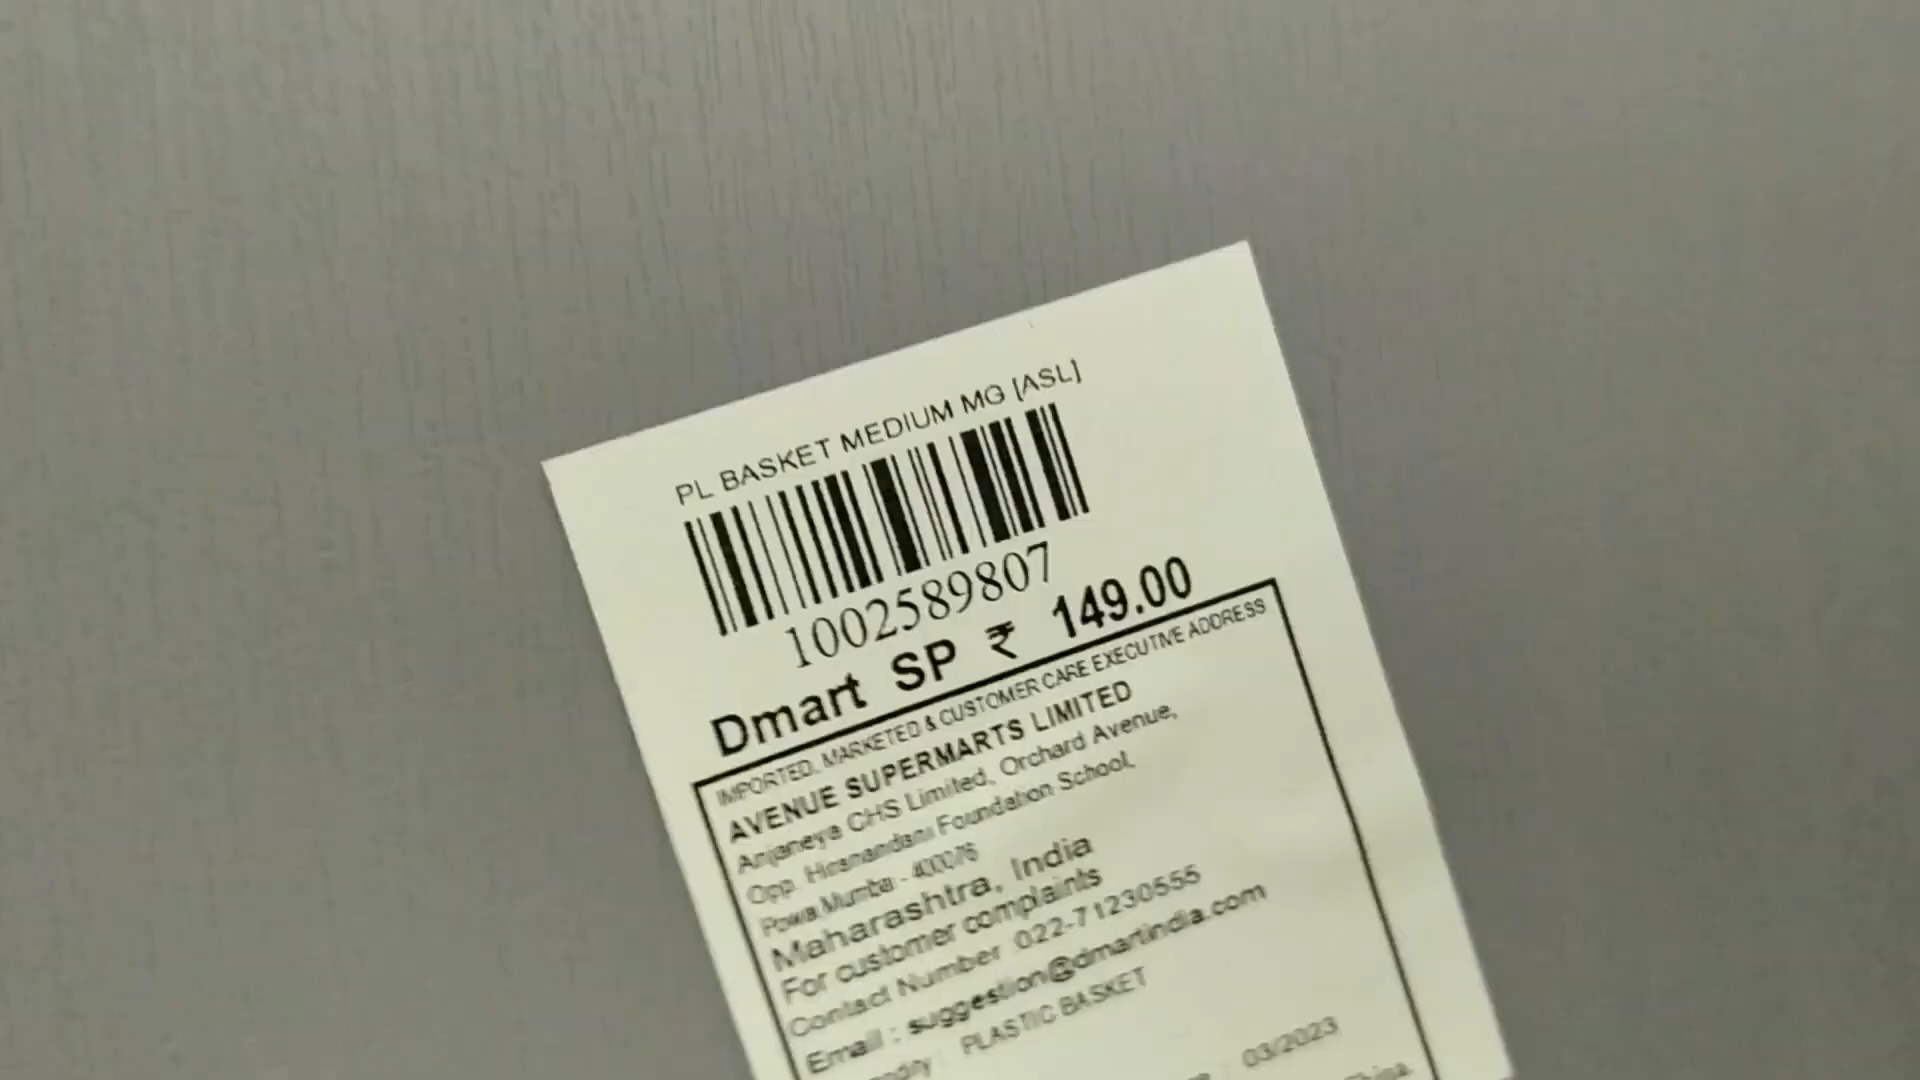 PL BASKET MEDIUM MG [ASL]
1002589807
Dmart SP ₹ 149.00
IMPORTED, MARKETED & CUSTOMER CARE EXECUTIVE ADDRESS
AVENUE SUPERMARTS LIMITED
Anjaneya CHS Limited, Orchard Avenue,
Opp. Hiranandani Foundation School,
Powai Mumbai - 400076
Maharashtra, India
For customer complaints
Contact Number 022-71230555
Email : suggestion@dmartindia.com
: PLASTIC BASKET
: 03/2023
China